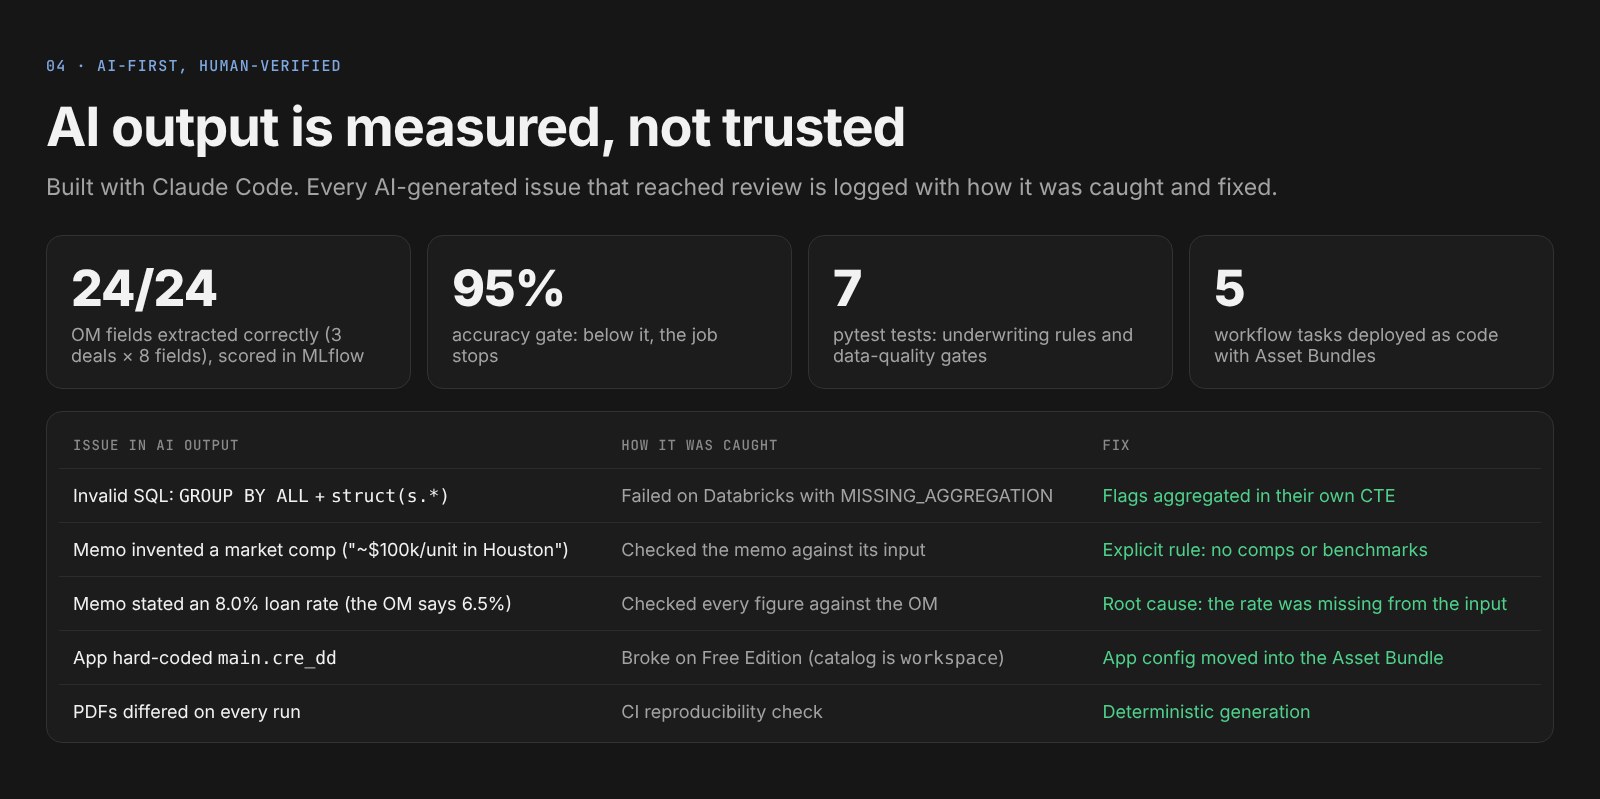 04 · AI-FIRST, HUMAN-VERIFIED
AI output is measured, not trusted
Built with Claude Code. Every AI-generated issue that reached review is logged with how it was caught and fixed.
24/24
OM fields extracted correctly (3
deals × 8 fields), scored in MLflow
95%
accuracy gate: below it, the job
stops
7
pytest tests: underwriting rules and
data-quality gates
5
workflow tasks deployed as code
with Asset Bundles
ISSUE IN AI OUTPUT HOW IT WAS CAUGHT FIX
Invalid SQL: GROUP BY ALL + struct(s.*) Failed on Databricks with MISSING_AGGREGATION Flags aggregated in their own CTE
Memo invented a market comp ("~$100k/unit in Houston") Checked the memo against its input Explicit rule: no comps or benchmarks
Memo stated an 8.0% loan rate (the OM says 6.5%) Checked every figure against the OM Root cause: the rate was missing from the input
App hard-coded main.cre_dd Broke on Free Edition (catalog is workspace) App config moved into the Asset Bundle
PDFs differed on every run CI reproducibility check Deterministic generation